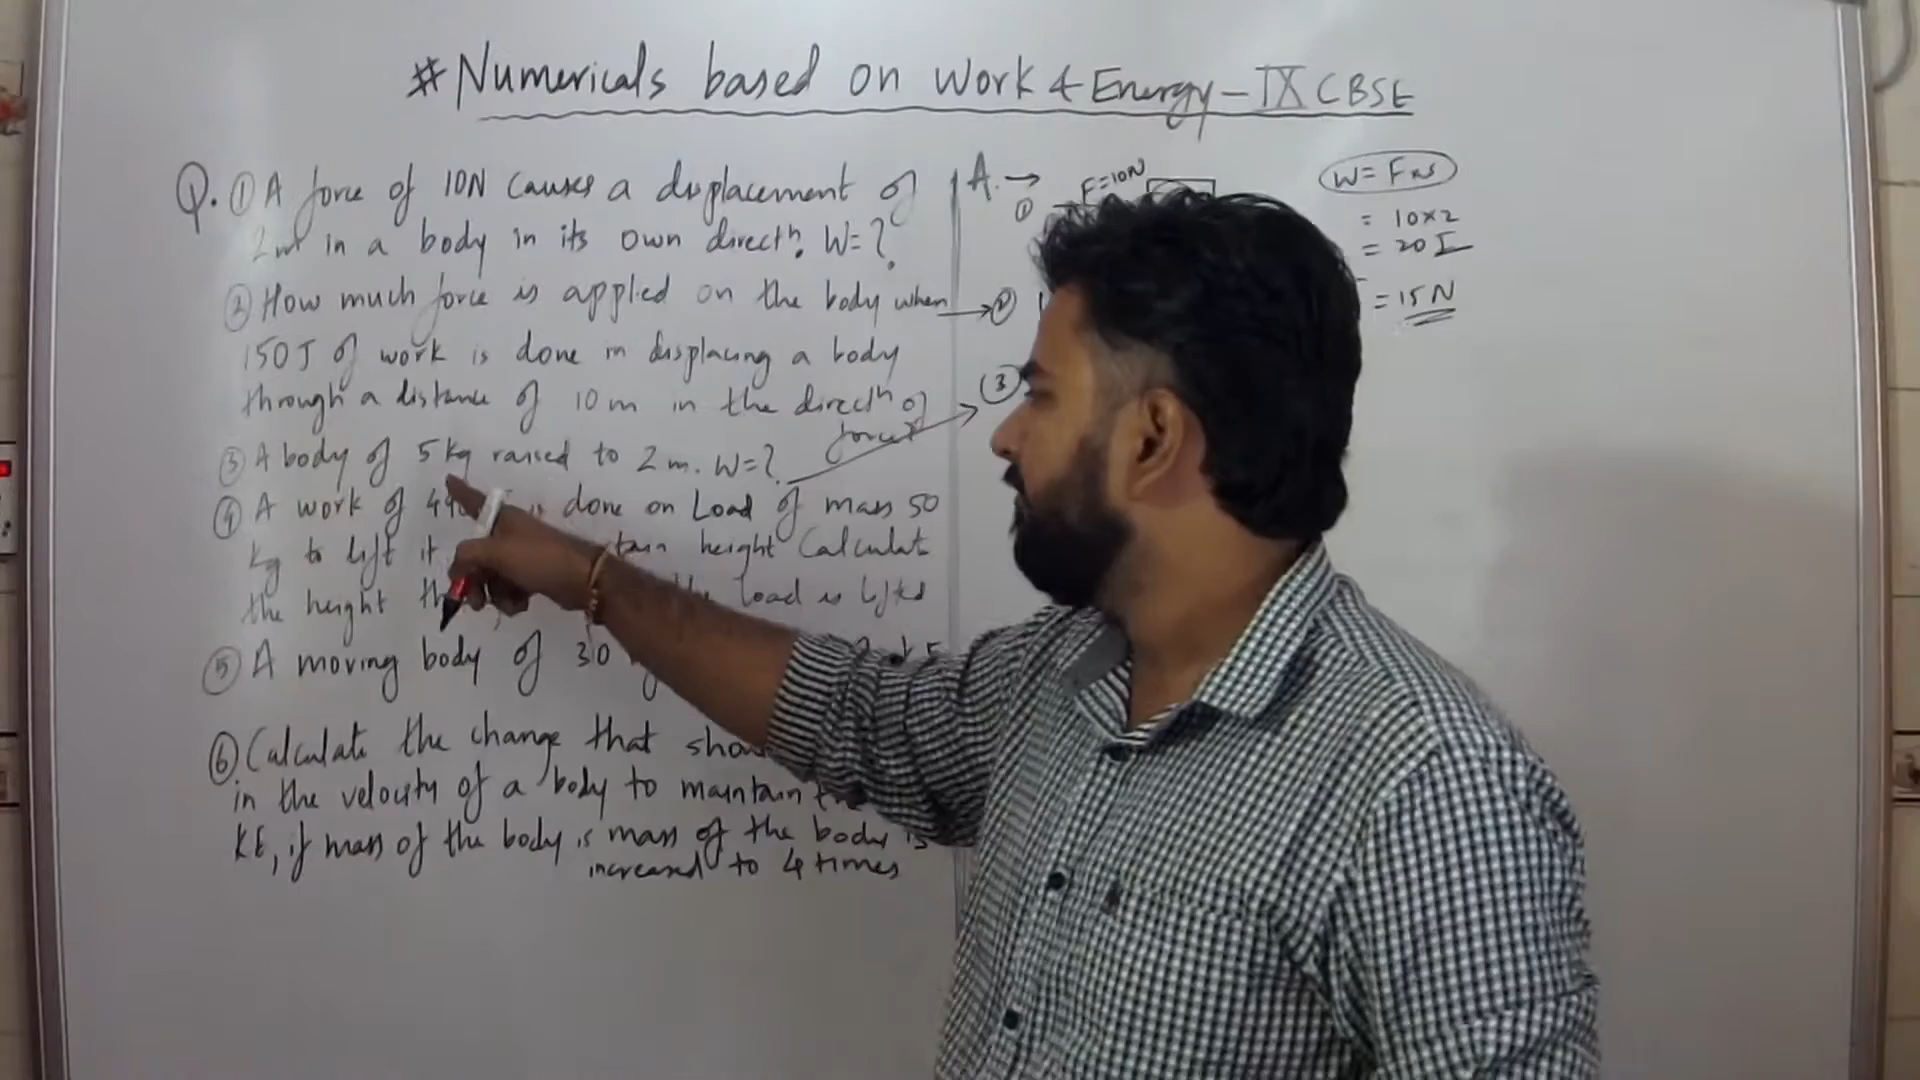 # Numericals based on Work & Energy - IX CBSE
Q. ① A force of 10N causes a displacement of
2m in a body in its own directn. W=?
② How much force is applied on the body when
150J of work is done in displacing a body
through a distance of 10m in the directn of
force?
③ A body of 5kg raised to 2m. W=?
④ A work of is done on Load of mass 50
kg to lift it height Calculat
the height the load is lifted
⑤ A moving body of 30
⑥ Calculate the change that
in the velocity of a body to maintain
KE, if mass of the body is mass of the body is
increased to 4 times
A. →
①
F=10N
W = F×s
= 10×2
= 20J
②
= 15N
③